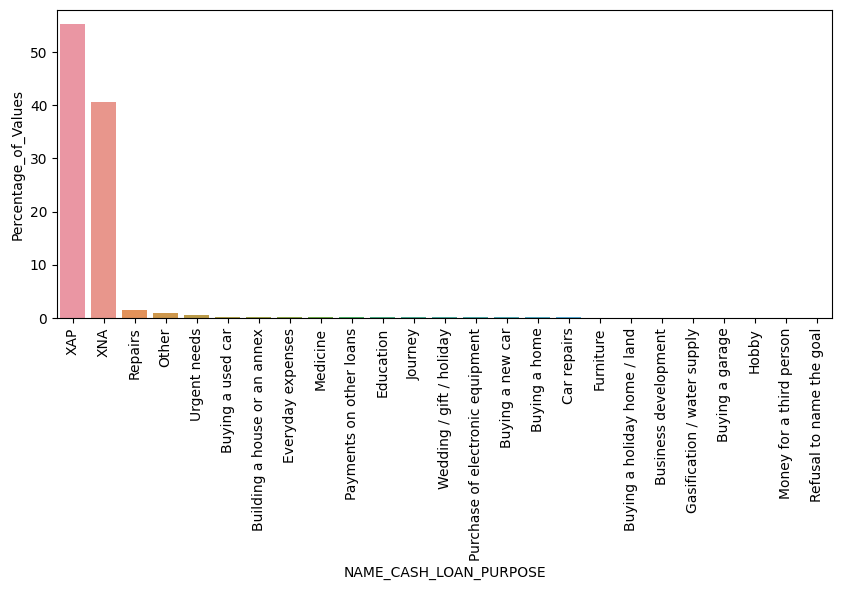 Percentage_of_Values
50
40
30
20
10
0
XAP
XNA
Repairs
Other
Urgent needs
Buying a used car
Building a house or an annex
Everyday expenses
Medicine
Payments on other loans
Education
Journey
Wedding / gift / holiday
Purchase of electronic equipment
Buying a new car
Buying a home
Car repairs
Furniture
Buying a holiday home / land
Business development
Gasification / water supply
Buying a garage
Hobby
Money for a third person
Refusal to name the goal
NAME_CASH_LOAN_PURPOSE